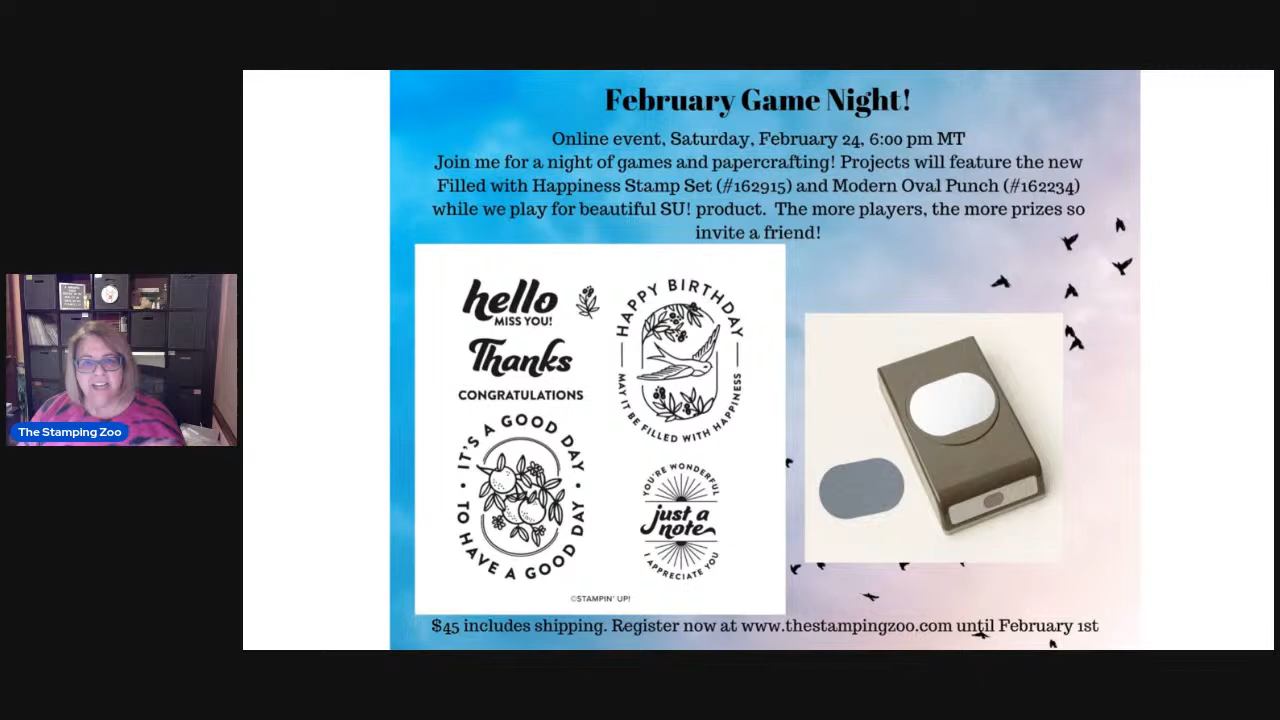 February Game Night!
Online event, Saturday, February 24, 6:00 pm MT
Join me for a night of games and papercrafting! Projects will feature the new
Filled with Happiness Stamp Set (#162915) and Modern Oval Punch (#162234)
while we play for beautiful SU! product. The more players, the more prizes so
invite a friend!
hello
MISS YOU!
Thanks
CONGRATULATIONS
HAPPY BIRTHDAY
MAY IT BE FILLED WITH HAPPINESS
IT'S A GOOD DAY
• TO HAVE A GOOD DAY •
YOU'RE WONDERFUL
just a
note
I APPRECIATE YOU
©STAMPIN' UP!
The Stamping Zoo
$45 includes shipping. Register now at www.thestampingzoo.com until February 1st